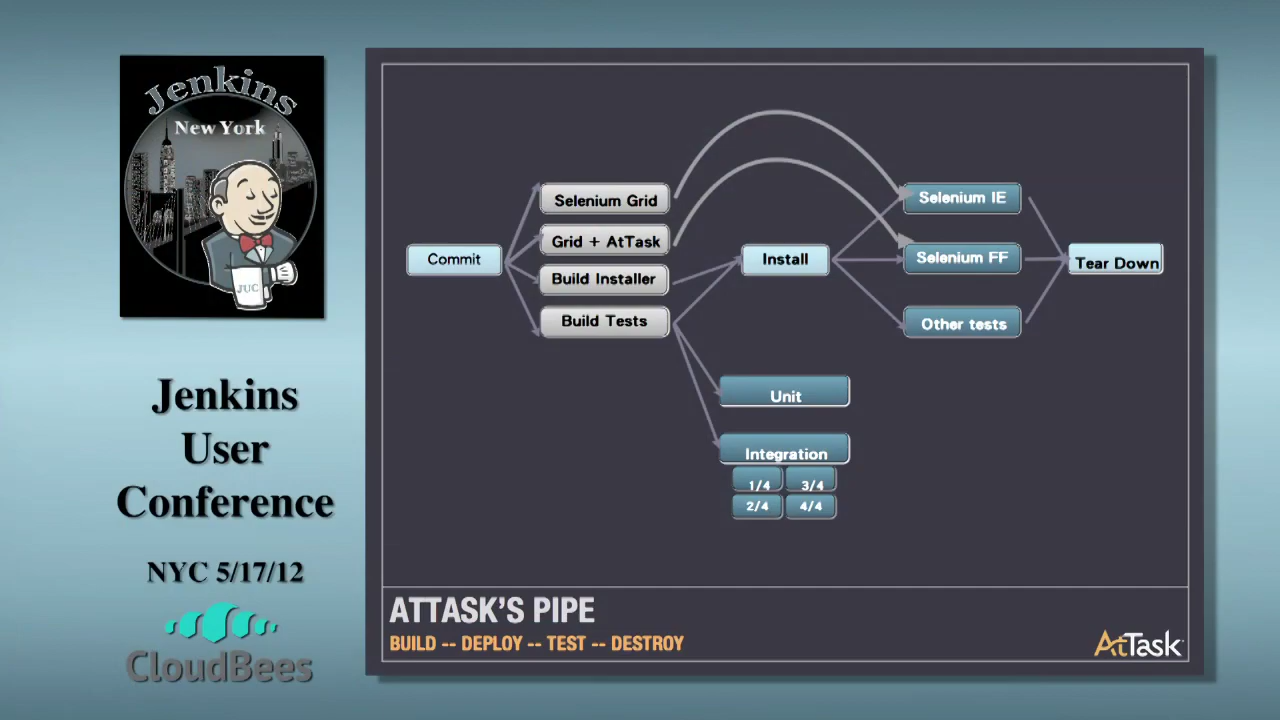 Jenkins
New York
JUC
Jenkins
User
Conference
NYC 5/17/12
CloudBees
Commit
Selenium Grid
Grid + AtTask
Build Installer
Build Tests
Install
Selenium IE
Selenium FF
Other tests
Tear Down
Unit
Integration
1/4
3/4
2/4
4/4
ATTASK'S PIPE
BUILD -- DEPLOY -- TEST -- DESTROY
AtTask